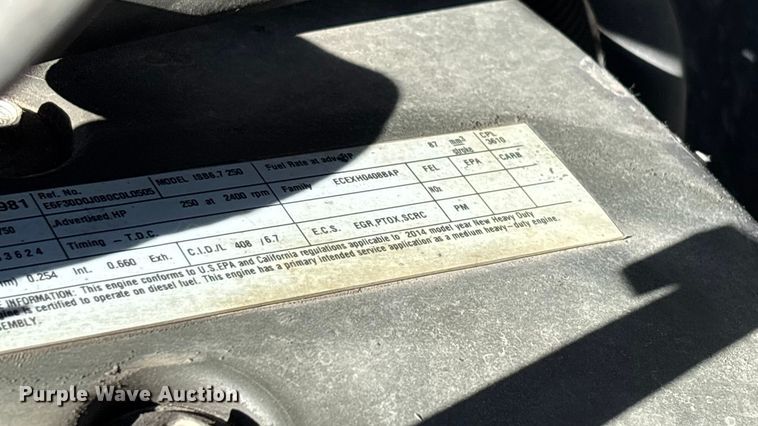 981 Ref. No. MODEL ISB6.7 250 Fuel Rate at adv 87 mm3 stroke CPL
E6F30D0J080C0L0505 3610
750 Advertised HP 250 at 2400 rpm Family ECEXH0408BAP FEL EPA CARB
53624 Timing – T.D.C. E.C.S. EGR,PTOX,SCRC PM
0.254 Int. 0.660 Exh. C.I.D./L 408 /6.7
INFORMATION: This engine conforms to U.S.EPA and California regulations applicable to 2014 model year New Heavy Duty
is certified to operate on diesel fuel. This engine has a primary intended service application as a medium heavy – duty engine.
SEMBLY.
Purple Wave Auction